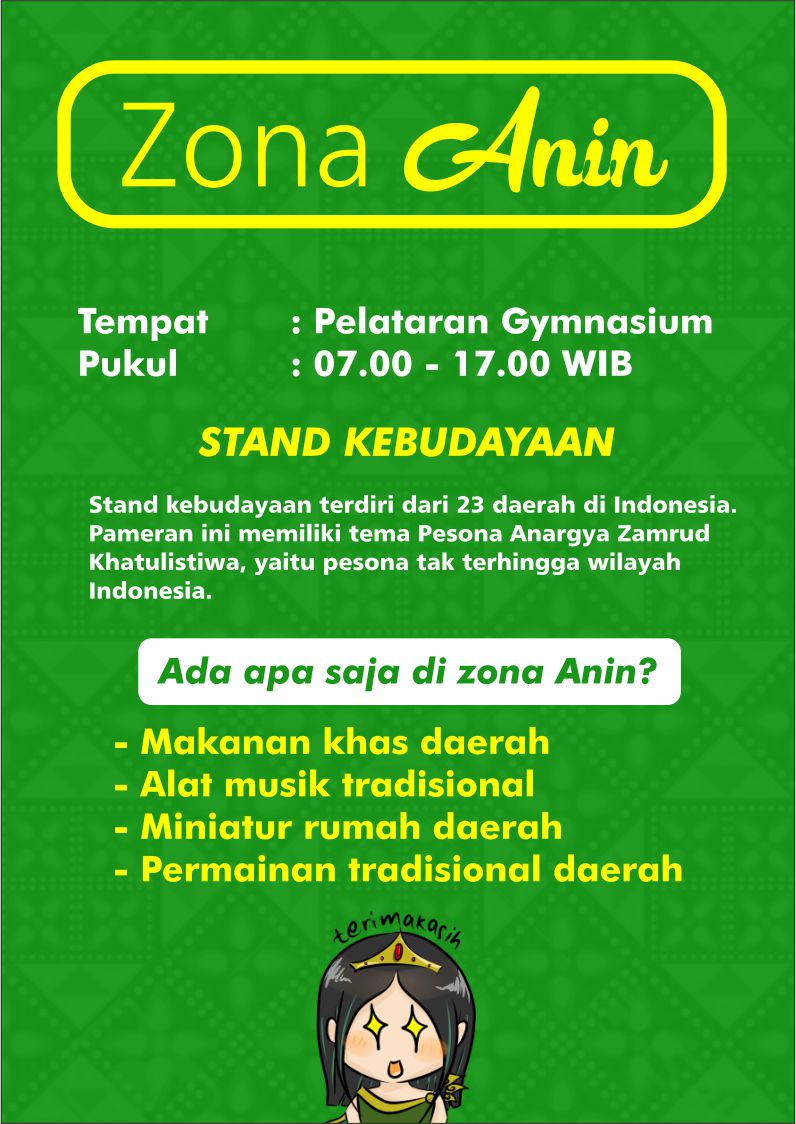 Zona Anin
Tempat : Pelataran Gymnasium
Pukul : 07.00 - 17.00 WIB
STAND KEBUDAYAAN
Stand kebudayaan terdiri dari 23 daerah di Indonesia.
Pameran ini memiliki tema Pesona Anargya Zamrud
Khatulistiwa, yaitu pesona tak terhingga wilayah
Indonesia.
Ada apa saja di zona Anin?
- Makanan khas daerah
- Alat musik tradisional
- Miniatur rumah daerah
- Permainan tradisional daerah
terimakasih